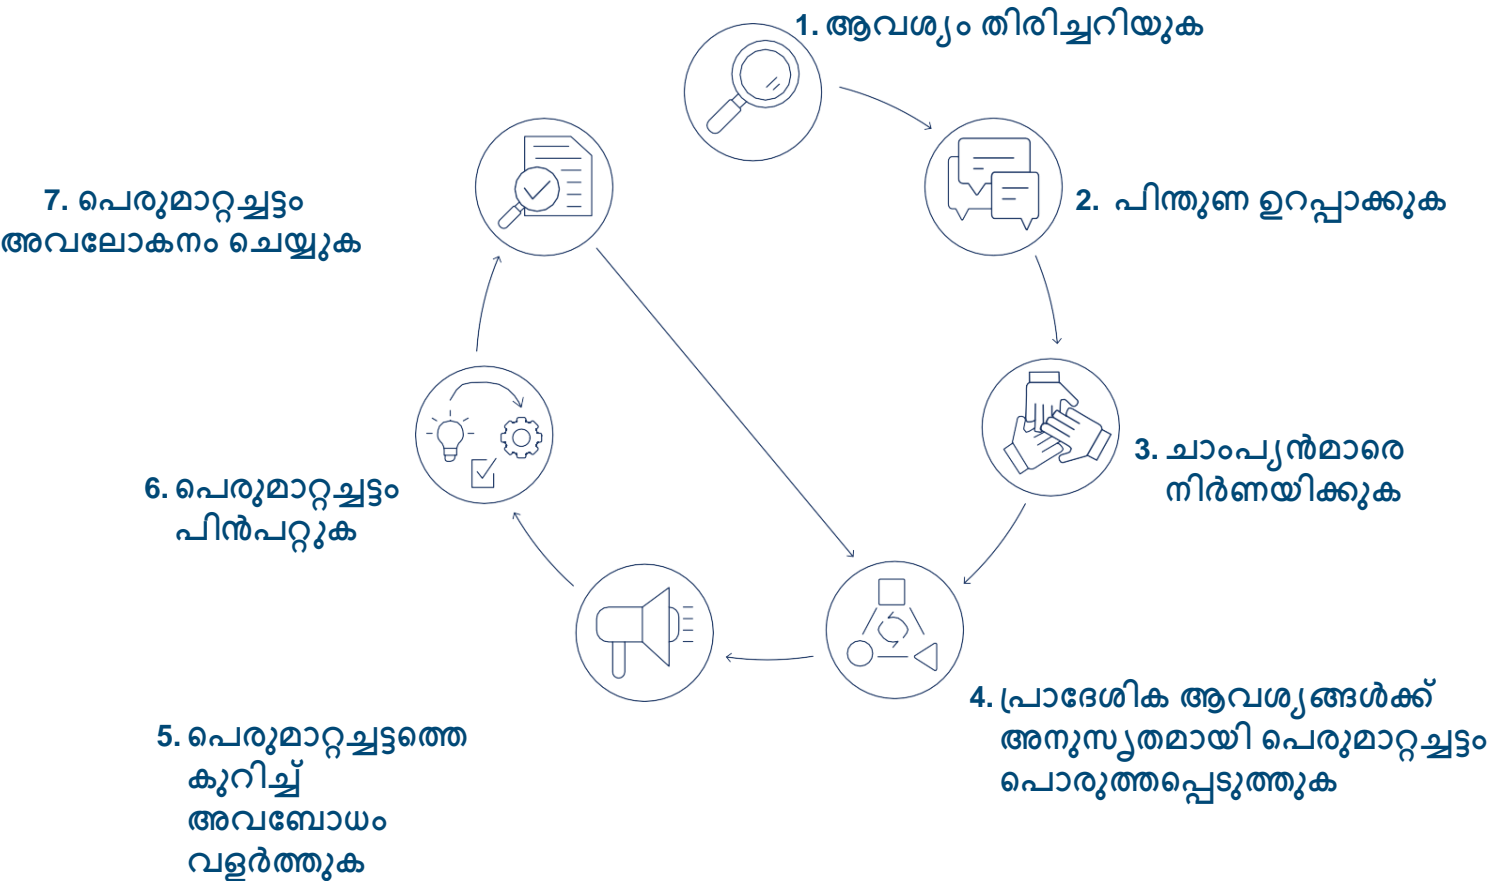 1. ആവശ്യം തിരിച്ചറിയുക
2. പിന്തുണ ഉറപ്പാക്കുക
3. ചാംപ്യൻമാരെ
നിർണയിക്കുക
4. പ്രാദേശിക ആവശ്യങ്ങൾക്ക്
അനുസൃതമായി പെരുമാറ്റച്ചട്ടം
പൊരുത്തപ്പെടുത്തുക
5. പെരുമാറ്റച്ചട്ടത്തെ
കുറിച്ച്
അവബോധം
വളർത്തുക
6. പെരുമാറ്റച്ചട്ടം
പിൻപറ്റുക
7. പെരുമാറ്റച്ചട്ടം
അവലോകനം ചെയ്യുക